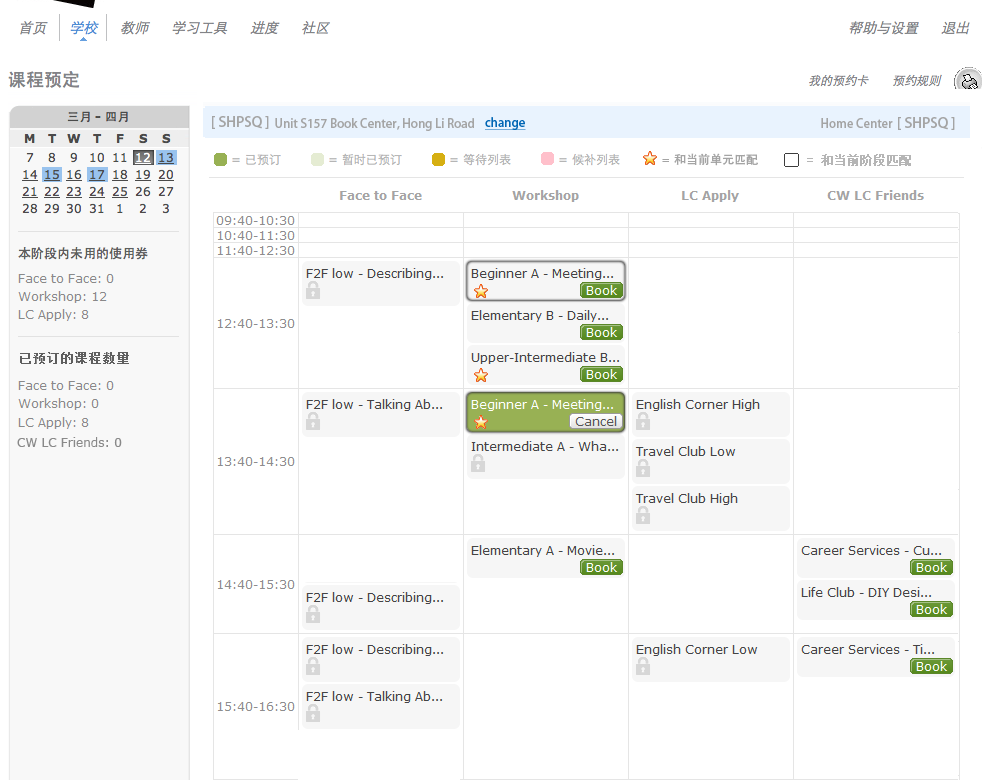 首页 学校 教师 学习工具 进度 社区 帮助与设置 退出
课程预定 我的预约卡 预约规则
三月 - 四月
M T W T F S S
7 8 9 10 11 12 13
14 15 16 17 18 19 20
21 22 23 24 25 26 27
28 29 30 31 1 2 3
本阶段内未用的使用券
Face to Face: 0
Workshop: 12
LC Apply: 8
已预订的课程数量
Face to Face: 0
Workshop: 0
LC Apply: 8
CW LC Friends: 0
[ SHPSQ ] Unit S157 Book Center, Hong Li Road change Home Center [ SHPSQ ]
= 已预订 = 暂时已预订 = 等待列表 = 候补列表 = 和当前单元匹配 = 和当前阶段匹配
Face to Face Workshop LC Apply CW LC Friends
09:40-10:30
10:40-11:30
11:40-12:30
12:40-13:30
F2F low - Describing...
Beginner A - Meeting...
Book
Elementary B - Daily...
Book
Upper-Intermediate B...
Book
13:40-14:30
F2F low - Talking Ab...
Beginner A - Meeting...
Cancel
Intermediate A - Wha...
English Corner High
Travel Club Low
Travel Club High
14:40-15:30
F2F low - Describing...
Elementary A - Movie...
Book
Career Services - Cu...
Book
Life Club - DIY Desi...
Book
15:40-16:30
F2F low - Describing...
F2F low - Talking Ab...
English Corner Low
Career Services - Ti...
Book